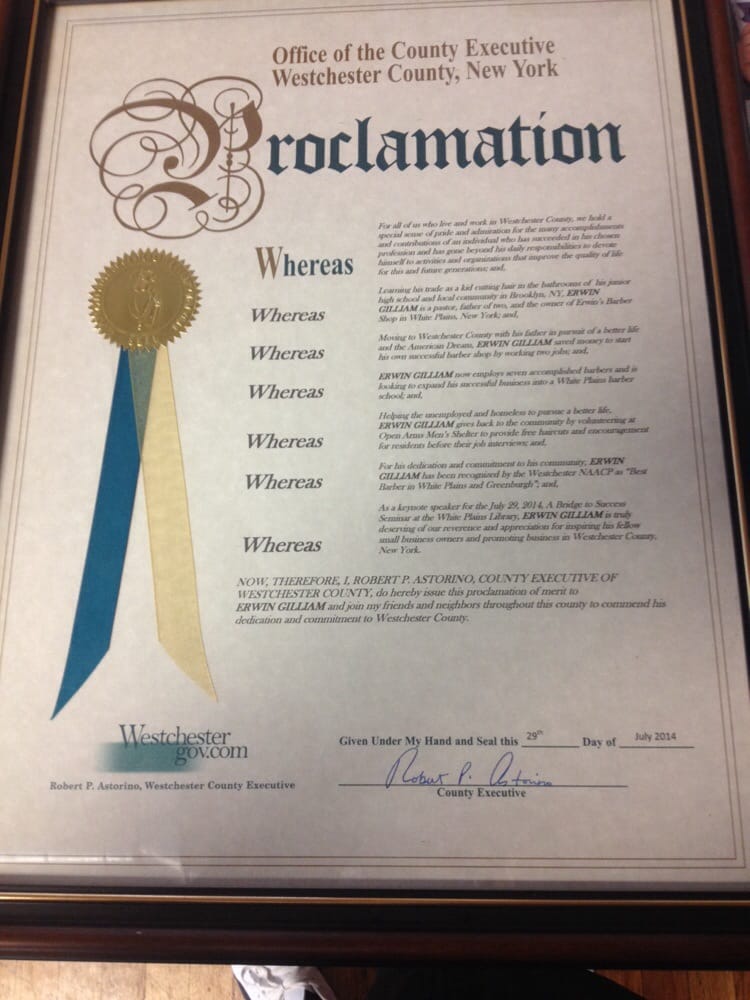 Office of the County Executive
Westchester County, New York
Proclamation
Whereas
For all of us who live and work in Westchester County, we hold a
special sense of pride and admiration for the many accomplishments
and contributions of an individual who has succeeded in his chosen
profession and has gone beyond his daily responsibilities to devote
himself to activities and organizations that improve the quality of life
for this and future generations; and,
Whereas
Learning his trade as a kid cutting hair in the bathrooms of his junior
high school and local community in Brooklyn, NY, ERWIN
GILLIAM is a pastor, father of two, and the owner of Erwin's Barber
Shop in White Plains, New York; and,
Whereas
Moving to Westchester County with his father in pursuit of a better life
and the American Dream, ERWIN GILLIAM saved money to start
his own successful barber shop by working two jobs; and,
Whereas
ERWIN GILLIAM now employs seven accomplished barbers and is
looking to expand his successful business into a White Plains barber
school; and,
Whereas
Helping the unemployed and homeless to pursue a better life,
ERWIN GILLIAM gives back to the community by volunteering at
Open Arms Men's Shelter to provide free haircuts and encouragement
for residents before their job interviews; and,
Whereas
For his dedication and commitment to his community, ERWIN
GILLIAM has been recognized by the Westchester NAACP as "Best
Barber in White Plains and Greenburgh"; and,
Whereas
As a keynote speaker for the July 29, 2014, A Bridge to Success
Seminar at the White Plains Library, ERWIN GILLIAM is truly
deserving of our reverence and appreciation for inspiring his fellow
small business owners and promoting business in Westchester County,
New York.
NOW, THEREFORE, I, ROBERT P. ASTORINO, COUNTY EXECUTIVE OF
WESTCHESTER COUNTY, do hereby issue this proclamation of merit to
ERWIN GILLIAM and join my friends and neighbors throughout this county to commend his
dedication and commitment to Westchester County.
Westchester
gov.com
Robert P. Astorino, Westchester County Executive
Given Under My Hand and Seal this 29th Day of July 2014
Robert P. Astorino
County Executive